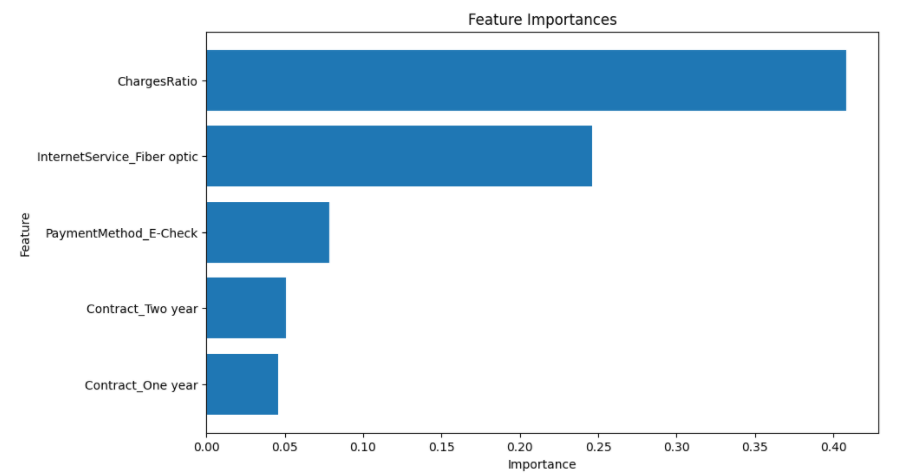 Feature Importances
ChargesRatio
InternetService_Fiber optic
PaymentMethod_E-Check
Contract_Two year
Contract_One year
Feature
0.00 0.05 0.10 0.15 0.20 0.25 0.30 0.35 0.40
Importance